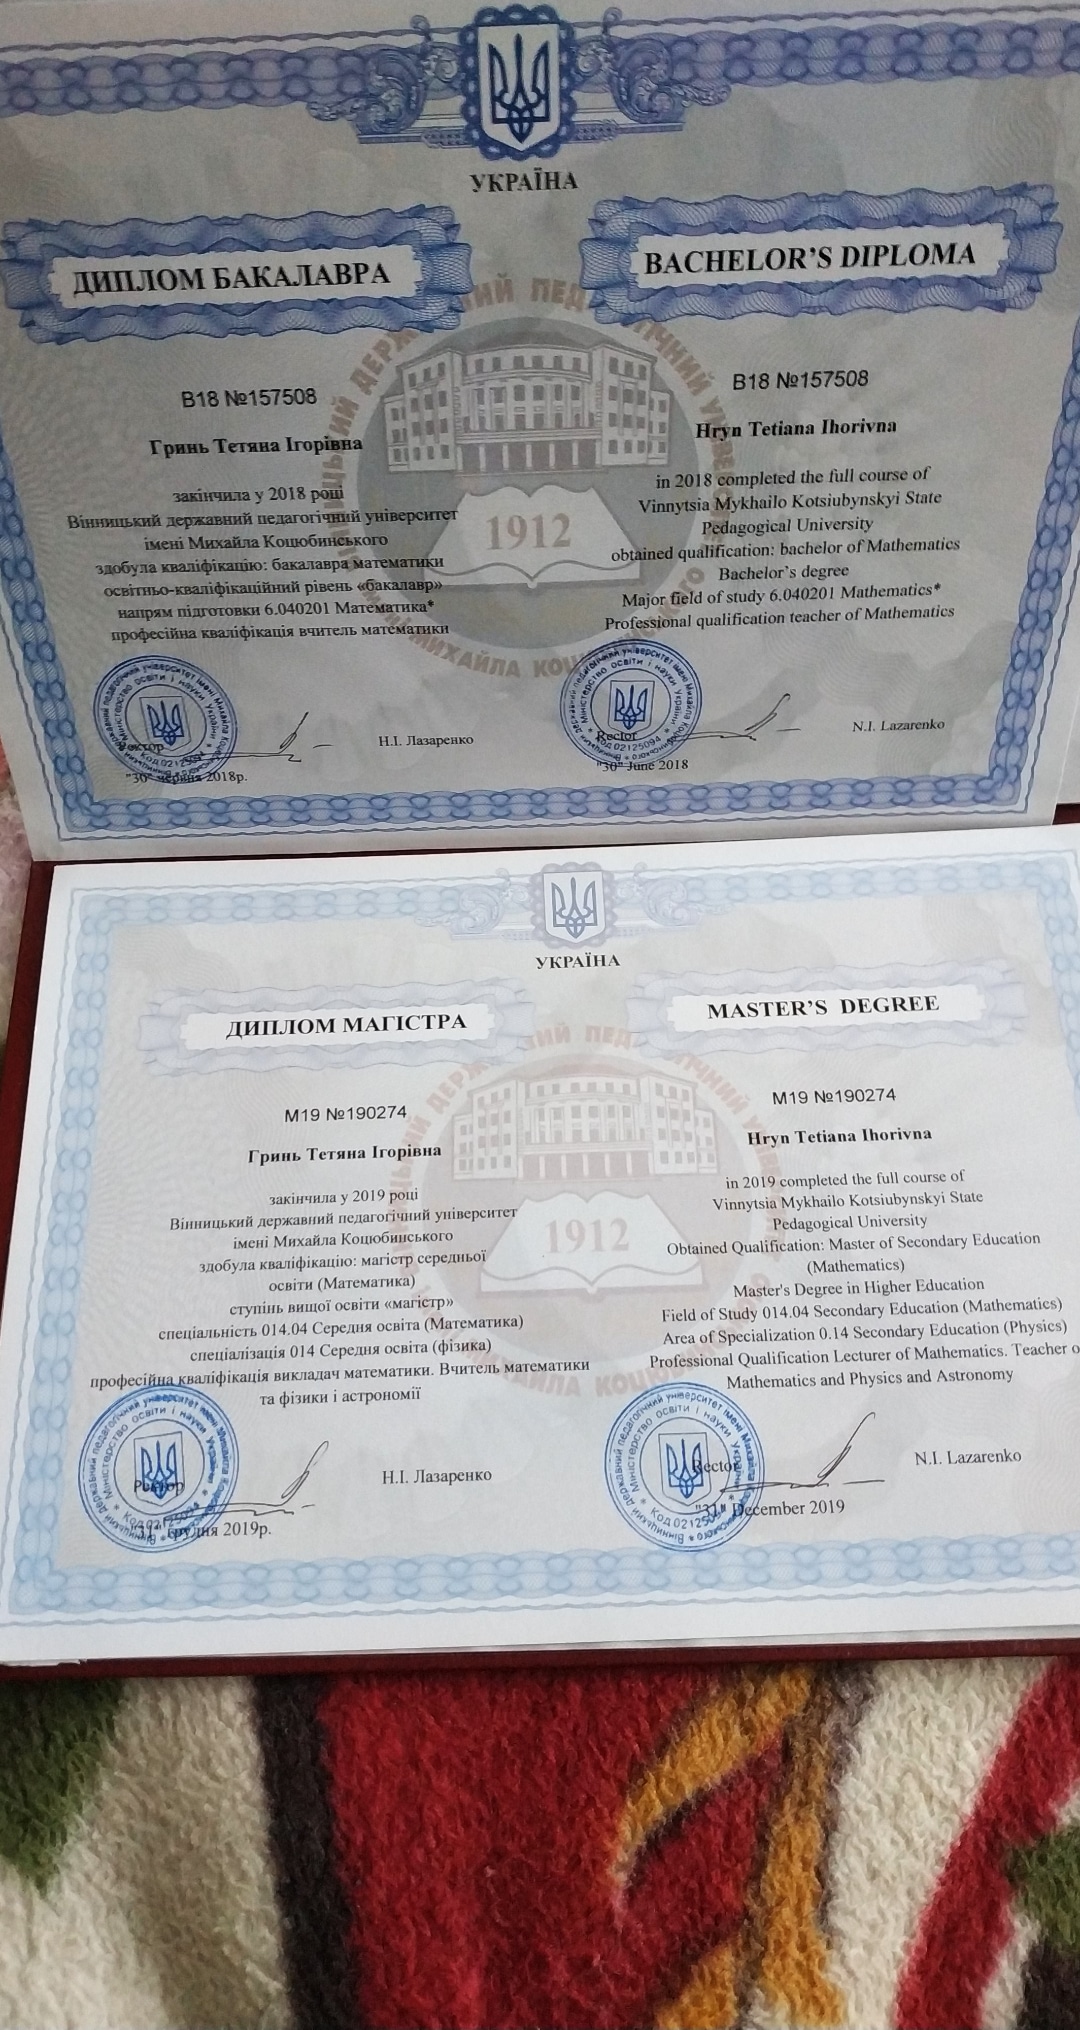 УКРАЇНА
ДИПЛОМ БАКАЛАВРА
В18 №157508
Гринь Тетяна Ігорівна
закінчила у 2018 році
Вінницький державний педагогічний університет
імені Михайла Коцюбинського
здобула кваліфікацію: бакалавра математики
освітньо-кваліфікаційний рівень «бакалавр»
напрям підготовки 6.040201 Математика*
професійна кваліфікація вчитель математики
Ректор
Н.І. Лазаренко
"30" червня 2018р.
BACHELOR'S DIPLOMA
В18 №157508
Hryn Tetiana Ihorivna
in 2018 completed the full course of
Vinnytsia Mykhailo Kotsiubynskyi State
Pedagogical University
obtained qualification: bachelor of Mathematics
Bachelor's degree
Major field of study 6.040201 Mathematics*
Professional qualification teacher of Mathematics
Rector
N.I. Lazarenko
"30" June 2018
1912
УКРАЇНА
ДИПЛОМ МАГІСТРА
М19 №190274
Гринь Тетяна Ігорівна
закінчила у 2019 році
Вінницький державний педагогічний університет
імені Михайла Коцюбинського
здобула кваліфікацію: магістр середньої
освіти (Математика)
ступінь вищої освіти «магістр»
спеціальність 014.04 Середня освіта (Математика)
спеціалізація 014 Середня освіта (фізика)
професійна кваліфікація викладач математики. Вчитель математики
та фізики і астрономії
Ректор
Н.І. Лазаренко
"31" грудня 2019р.
MASTER'S DEGREE
М19 №190274
Hryn Tetiana Ihorivna
in 2019 completed the full course of
Vinnytsia Mykhailo Kotsiubynskyi State
Pedagogical University
Obtained Qualification: Master of Secondary Education
(Mathematics)
Master's Degree in Higher Education
Field of Study 014.04 Secondary Education (Mathematics)
Area of Specialization 0.14 Secondary Education (Physics)
Professional Qualification Lecturer of Mathematics. Teacher o
Mathematics and Physics and Astronomy
Rector
N.I. Lazarenko
"31" December 2019
1912